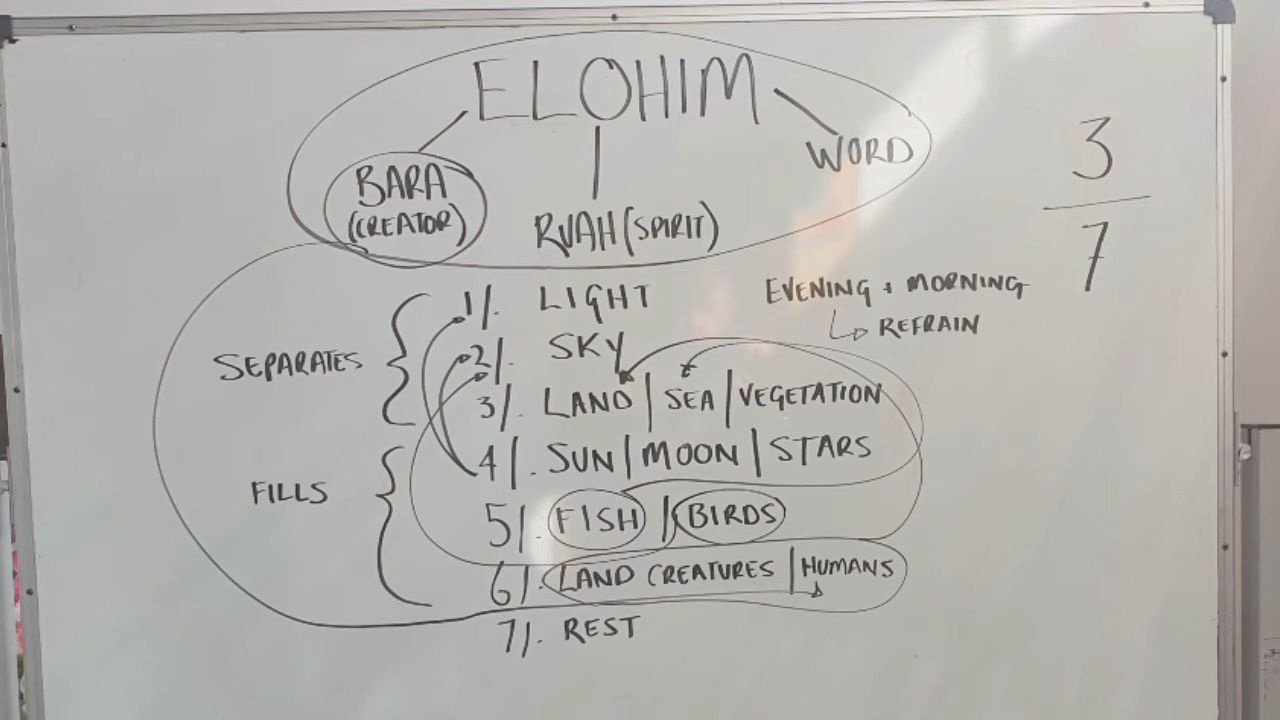 ELOHIM
WORD
BARA
(CREATOR)
RUAH (SPIRIT)
3
7
EVENING + MORNING
REFRAIN
SEPARATES
1/. LIGHT
2/. SKY
3/. LAND | SEA | VEGETATION
FILLS
4/. SUN | MOON | STARS
5/. FISH | BIRDS
6/. LAND CREATURES | HUMANS
7/. REST